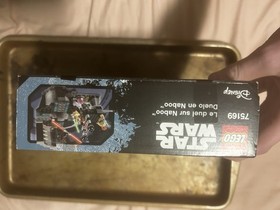 LEGO
STAR
WARS
75169
Le duel sur Naboo™
Duelo en Naboo™
Disney